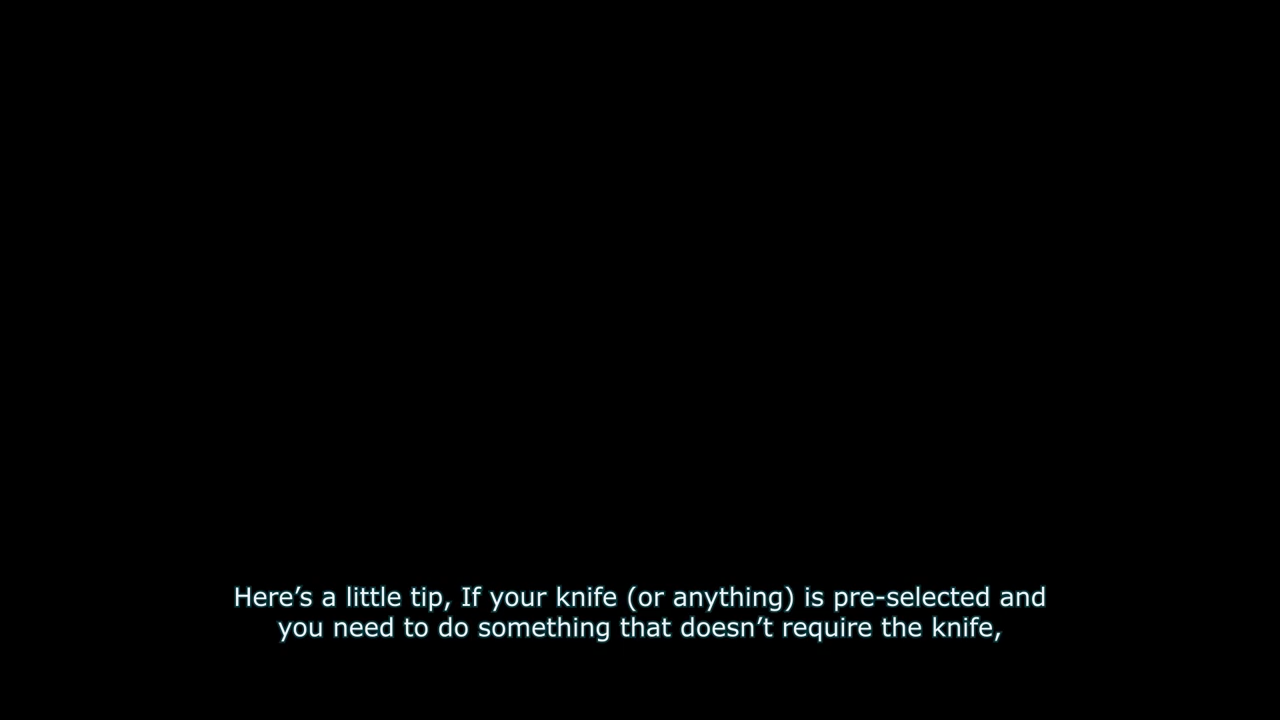 Here’s a little tip, If your knife (or anything) is pre-selected and
you need to do something that doesn’t require the knife,